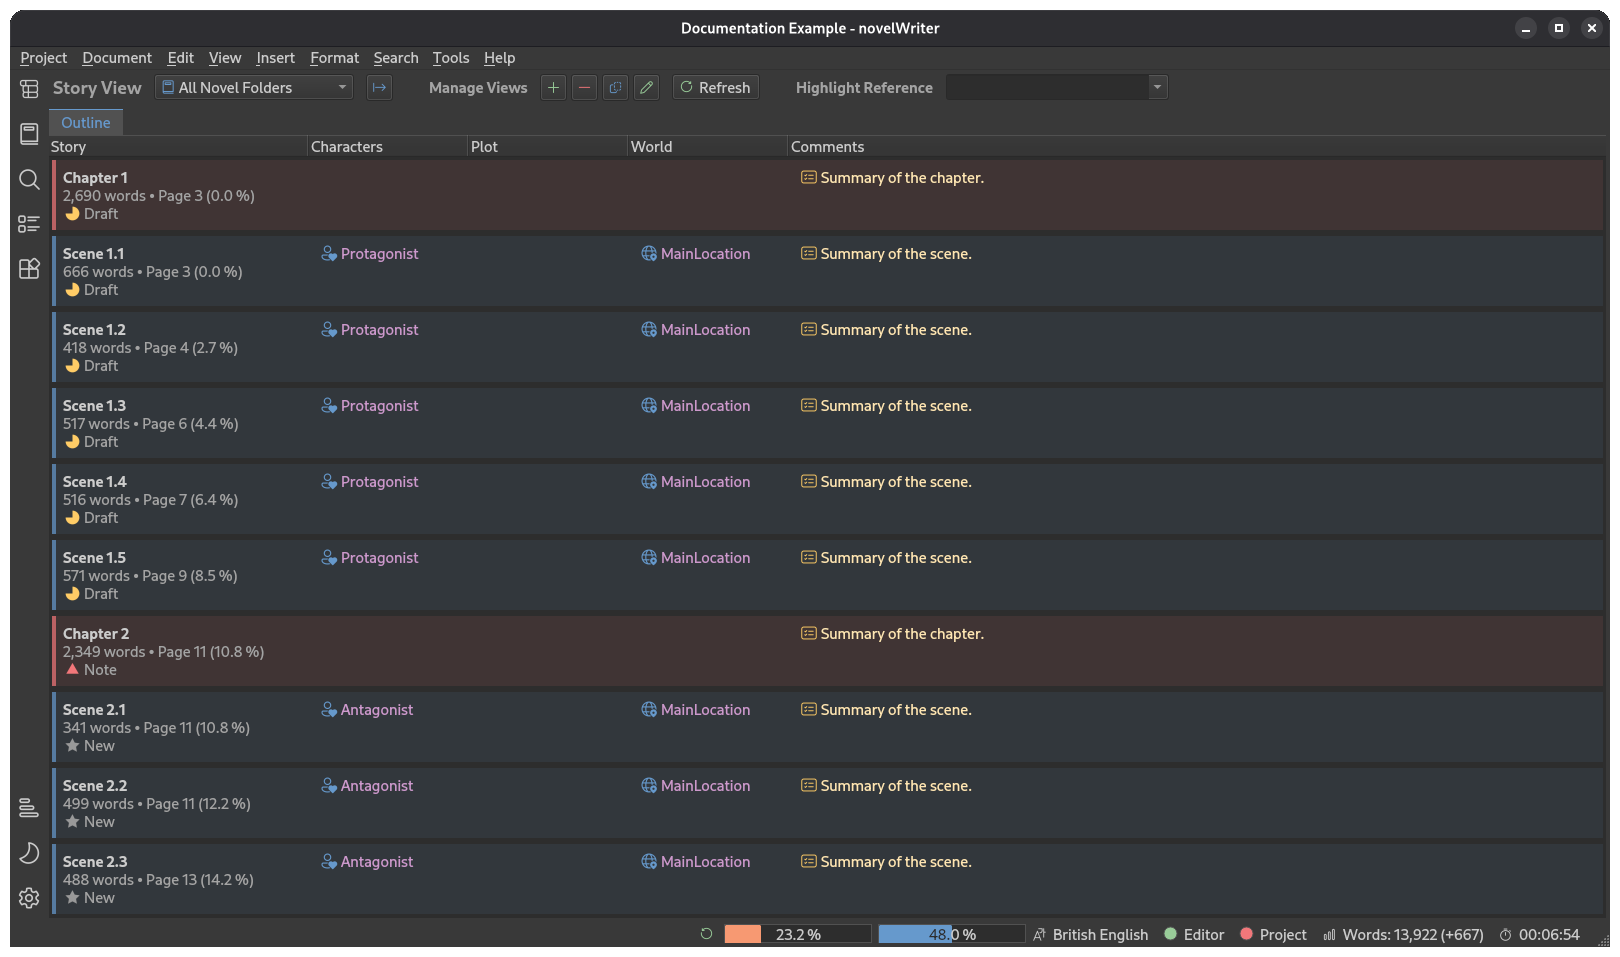 Documentation Example - novelWriter
Project Document Edit View Insert Format Search Tools Help
Story View All Novel Folders Manage Views Refresh Highlight Reference
Outline
Story Characters Plot World Comments
Chapter 1 Summary of the chapter.
2,690 words • Page 3 (0.0 %)
Draft
Scene 1.1 Protagonist MainLocation Summary of the scene.
666 words • Page 3 (0.0 %)
Draft
Scene 1.2 Protagonist MainLocation Summary of the scene.
418 words • Page 4 (2.7 %)
Draft
Scene 1.3 Protagonist MainLocation Summary of the scene.
517 words • Page 6 (4.4 %)
Draft
Scene 1.4 Protagonist MainLocation Summary of the scene.
516 words • Page 7 (6.4 %)
Draft
Scene 1.5 Protagonist MainLocation Summary of the scene.
571 words • Page 9 (8.5 %)
Draft
Chapter 2 Summary of the chapter.
2,349 words • Page 11 (10.8 %)
Note
Scene 2.1 Antagonist MainLocation Summary of the scene.
341 words • Page 11 (10.8 %)
New
Scene 2.2 Antagonist MainLocation Summary of the scene.
499 words • Page 11 (12.2 %)
New
Scene 2.3 Antagonist MainLocation Summary of the scene.
488 words • Page 13 (14.2 %)
New
23.2 % 48.0 % British English Editor Project Words: 13,922 (+667) 00:06:54